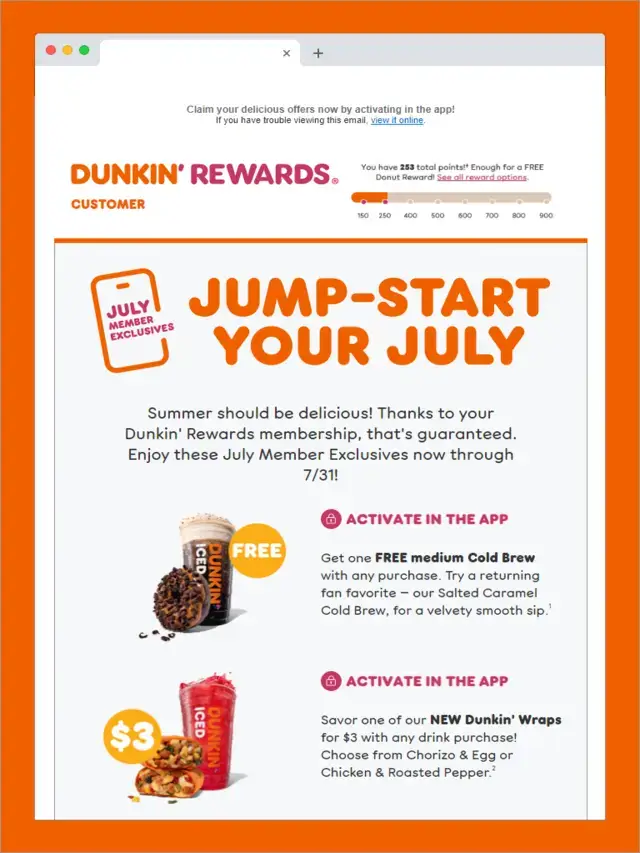 Claim your delicious offers now by activating in the app!
If you have trouble viewing this email, view it online.
DUNKIN' REWARDS®
CUSTOMER
You have 253 total points!* Enough for a FREE
Donut Reward! See all reward options.
150 250 400 500 600 700 800 900
JULY
MEMBER
EXCLUSIVES
JUMP-START
YOUR JULY
Summer should be delicious! Thanks to your
Dunkin' Rewards membership, that's guaranteed.
Enjoy these July Member Exclusives now through
7/31!
FREE
DUNKIN'
ICED
ACTIVATE IN THE APP
Get one FREE medium Cold Brew
with any purchase. Try a returning
fan favorite – our Salted Caramel
Cold Brew, for a velvety smooth sip.¹
$3
DUNKIN'
ICED
ACTIVATE IN THE APP
Savor one of our NEW Dunkin' Wraps
for $3 with any drink purchase!
Choose from Chorizo & Egg or
Chicken & Roasted Pepper.²